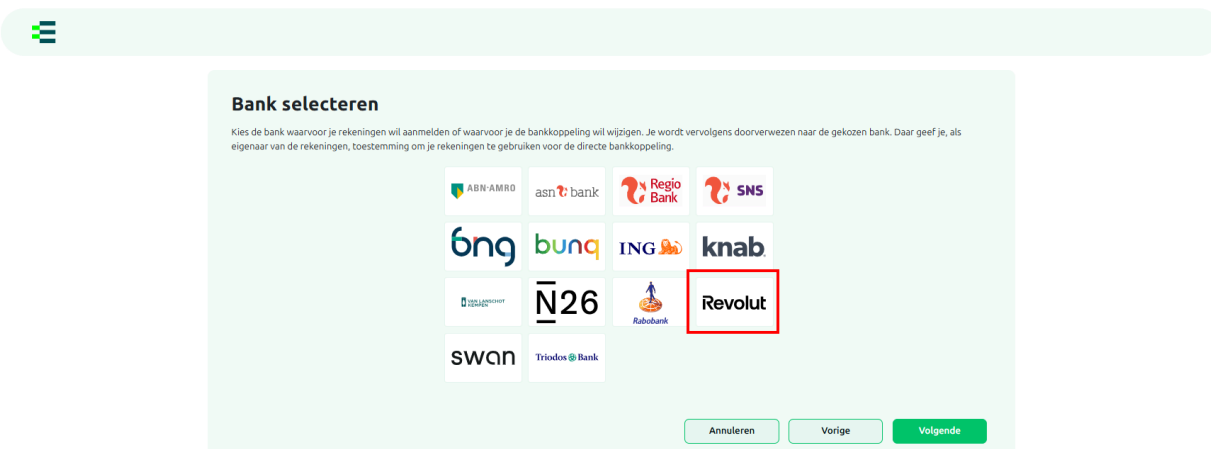 Bank selecteren
Kies de bank waarvoor je rekeningen wil aanmelden of waarvoor je de bankkoppeling wil wijzigen. Je wordt vervolgens doorverwezen naar de gekozen bank. Daar geef je, als
eigenaar van de rekeningen, toestemming om je rekeningen te gebruiken voor de directe bankkoppeling.
ABN·AMRO
asn bank
Regio
Bank
SNS
bng
bunq
ING
knab.
VAN LANSCHOT
KEMPEN
N26
Rabobank
Revolut
swan
Triodos Bank
Annuleren
Vorige
Volgende